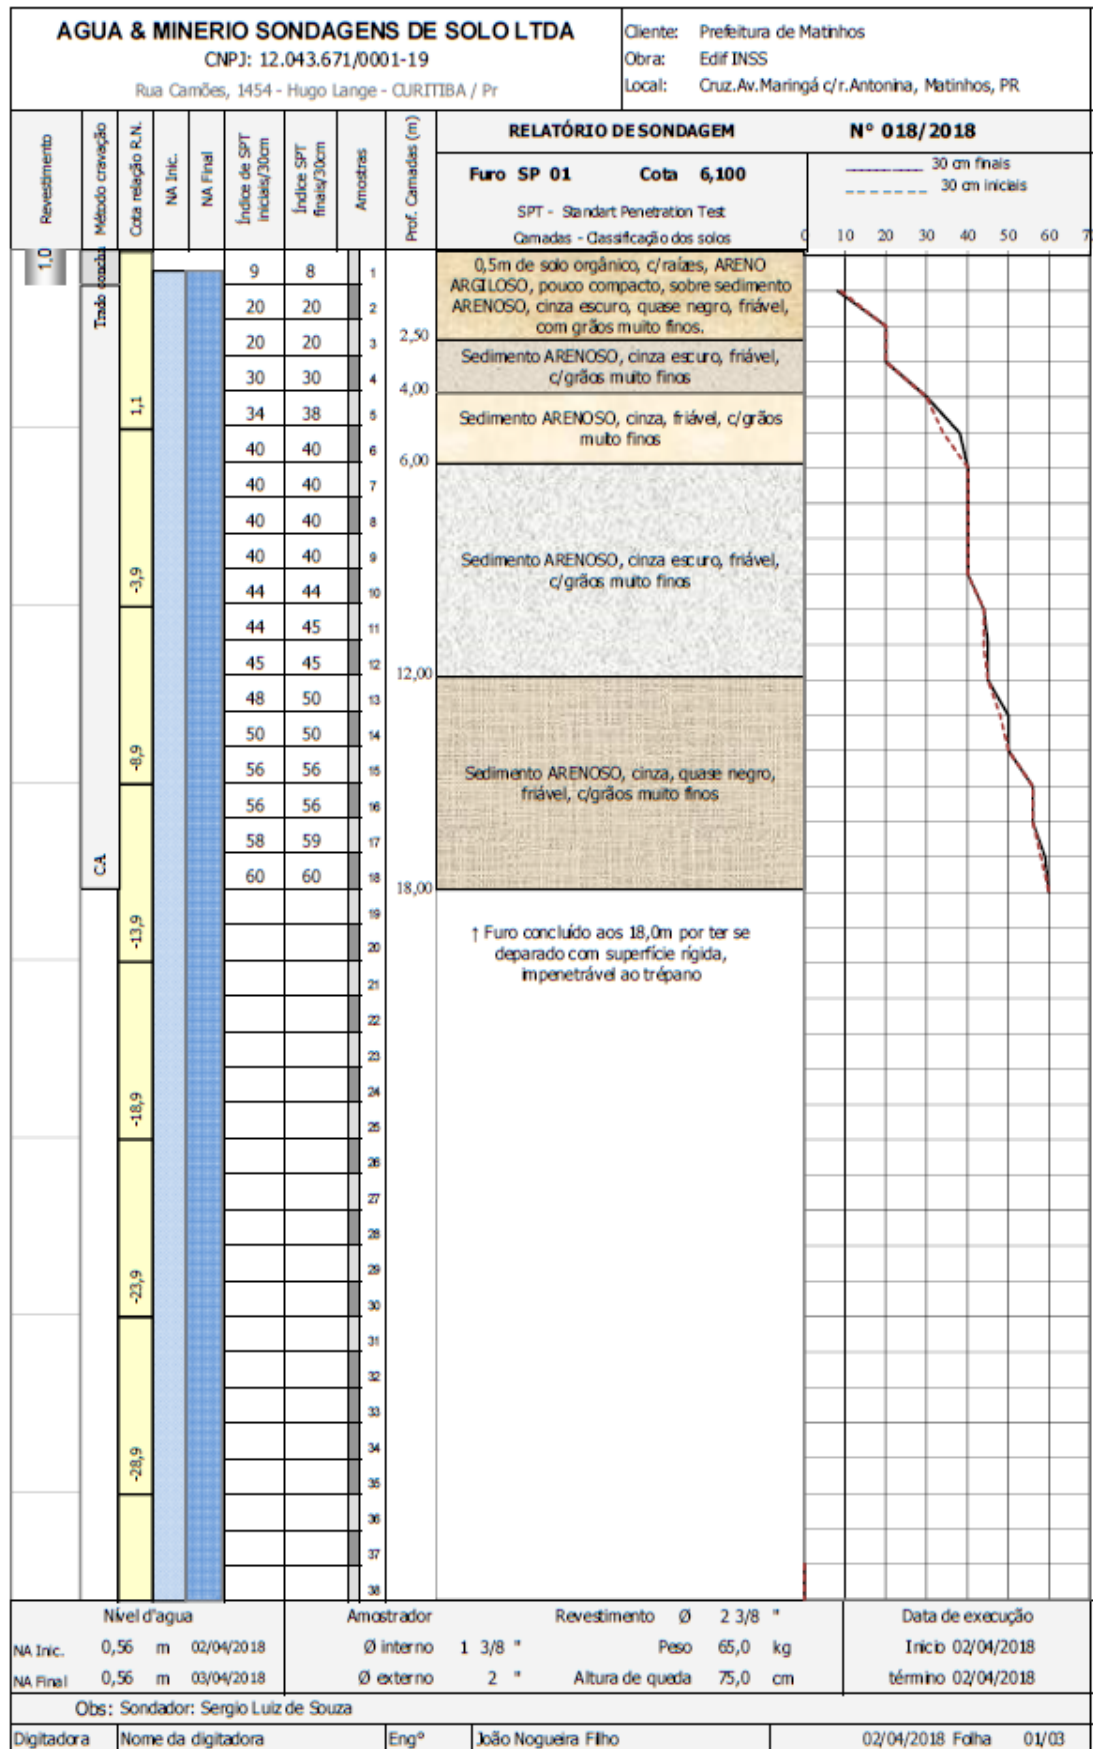 AGUA & MINERIO SONDAGENS DE SOLO LTDA
CNPJ: 12.043.671/0001-19
Rua Camões, 1454 - Hugo Lange - CURITIBA / Pr
Cliente: Prefeitura de Matinhos
Obra: Edif INSS
Local: Cruz.Av.Maringá c/r.Antonina, Matinhos, PR
Revestimento
Método cravação
Cota relação R.N.
NA Inic.
NA Final
Índice de SPT iniciais/30cm
Índice SPT finais/30cm
Amostras
Prof. Camadas (m)
RELATÓRIO DE SONDAGEM
Nº 018/2018
Furo SP 01 Cota 6,100
SPT - Standart Penetration Test
Camadas - Classificação dos solos
30 cm finais
30 cm iniciais
0 10 20 30 40 50 60 70
1,0
concha
Trado
CA
1,1
-3,9
-8,9
-13,9
-18,9
-23,9
-28,9
9 8 1
20 20 2
20 20 3
30 30 4
34 38 5
40 40 6
40 40 7
40 40 8
40 40 9
44 44 10
44 45 11
45 45 12
48 50 13
50 50 14
56 56 15
56 56 16
58 59 17
60 60 18
19
20
21
22
23
24
25
26
27
28
29
30
31
32
33
34
35
36
37
38
2,50
4,00
6,00
12,00
18,00
0,5m de solo orgânico, c/raízes, ARENO
ARGILOSO, pouco compacto, sobre sedimento
ARENOSO, cinza escuro, quase negro, friável,
com grãos muito finos.
Sedimento ARENOSO, cinza escuro, friável,
c/grãos muito finos
Sedimento ARENOSO, cinza, friável, c/grãos
muito finos
Sedimento ARENOSO, cinza escuro, friável,
c/grãos muito finos
Sedimento ARENOSO, cinza, quase negro,
friável, c/grãos muito finos
↑ Furo concluído aos 18,0m por ter se
deparado com superfície rígida,
impenetrável ao trépano
Nível d'agua
NA Inic. 0,56 m 02/04/2018
NA Final 0,56 m 03/04/2018
Amostrador
Ø interno 1 3/8 "
Ø externo 2 "
Revestimento Ø 2 3/8 "
Peso 65,0 kg
Altura de queda 75,0 cm
Data de execução
Início 02/04/2018
término 02/04/2018
Obs: Sondador: Sergio Luiz de Souza
Digitadora Nome da digitadora Engº João Nogueira Filho 02/04/2018 Folha 01/03